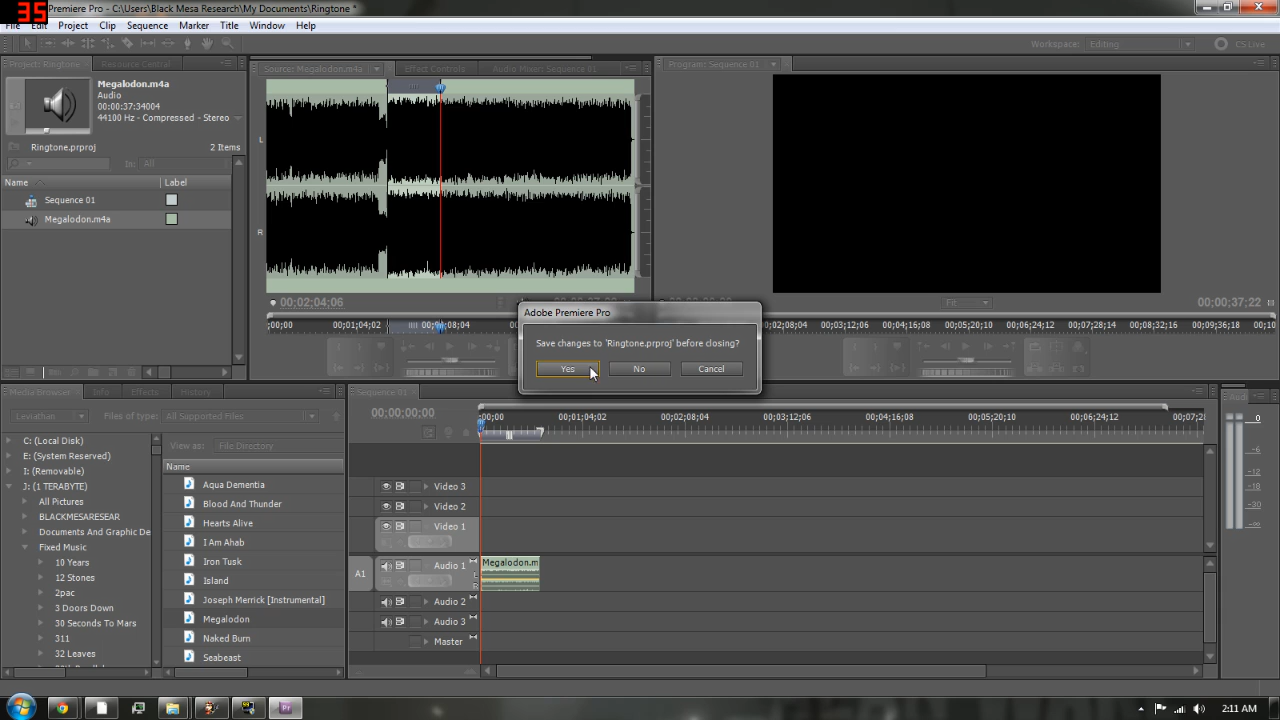 35
Premiere Pro - C:\Users\Black Mesa Research\My Documents\Ringtone *
File Edit Project Clip Sequence Marker Title Window Help
Workspace: Editing CS Live
Project: Ringtone Resource Central
Source: Megalodon.m4a Effect Controls Audio Mixer: Sequence 01
Program: Sequence 01
Megalodon.m4a
Audio
00:00:37:34004
44100 Hz - Compressed - Stereo
Ringtone.prproj 2 Items
In: All
Name Label
Sequence 01
Megalodon.m4a
L
R
00;02;04;06
Fit 00;00;37;22
;00;00 00;01;04;02
00;02;08;04 00;03;12;06 00;04;16;08 00;05;20;10 00;06;24;12 00;07;28;14 00;08;32;16 00;09;36;18 00;10
Adobe Premiere Pro
Save changes to 'Ringtone.prproj' before closing?
Yes No Cancel
Media Browser Info Effects History
Leviathan Files of type: All Supported Files
View as: File Directory
C: (Local Disk)
E: (System Reserved)
I: (Removable)
J: (1 TERABYTE)
All Pictures
BLACKMESARESEAR
Documents And Graphic De
Fixed Music
10 Years
12 Stones
2pac
3 Doors Down
30 Seconds To Mars
311
32 Leaves
Name
Aqua Dementia
Blood And Thunder
Hearts Alive
I Am Ahab
Iron Tusk
Island
Joseph Merrick [Instrumental]
Megalodon
Naked Burn
Seabeast
Sequence 01
00;00;00;00
;00;00 00;01;04;02 00;02;08;04 00;03;12;06 00;04;16;08 00;05;20;10 00;06;24;12 00;07;28
Video 3
Video 2
Video 1
A1 Audio 1 Megalodon.m
Audio 2
Audio 3
Master
Audi
0
-6
-12
-18
-30
2:11 AM